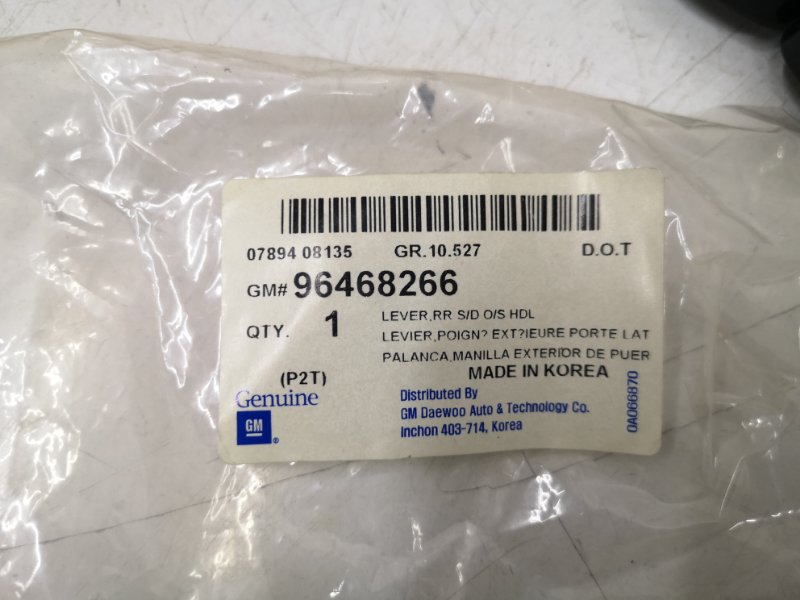 07894 08135 GR.10.527 D.O.T
GM# 96468266
QTY. 1
LEVER,RR S/D O/S HDL
LEVIER,POIGN? EXT?IEURE PORTE LAT
PALANCA,MANILLA EXTERIOR DE PUER
MADE IN KOREA
(P2T)
Genuine
GM ®
Distributed By
GM Daewoo Auto & Technology Co.
Inchon 403-714, Korea
0A066870